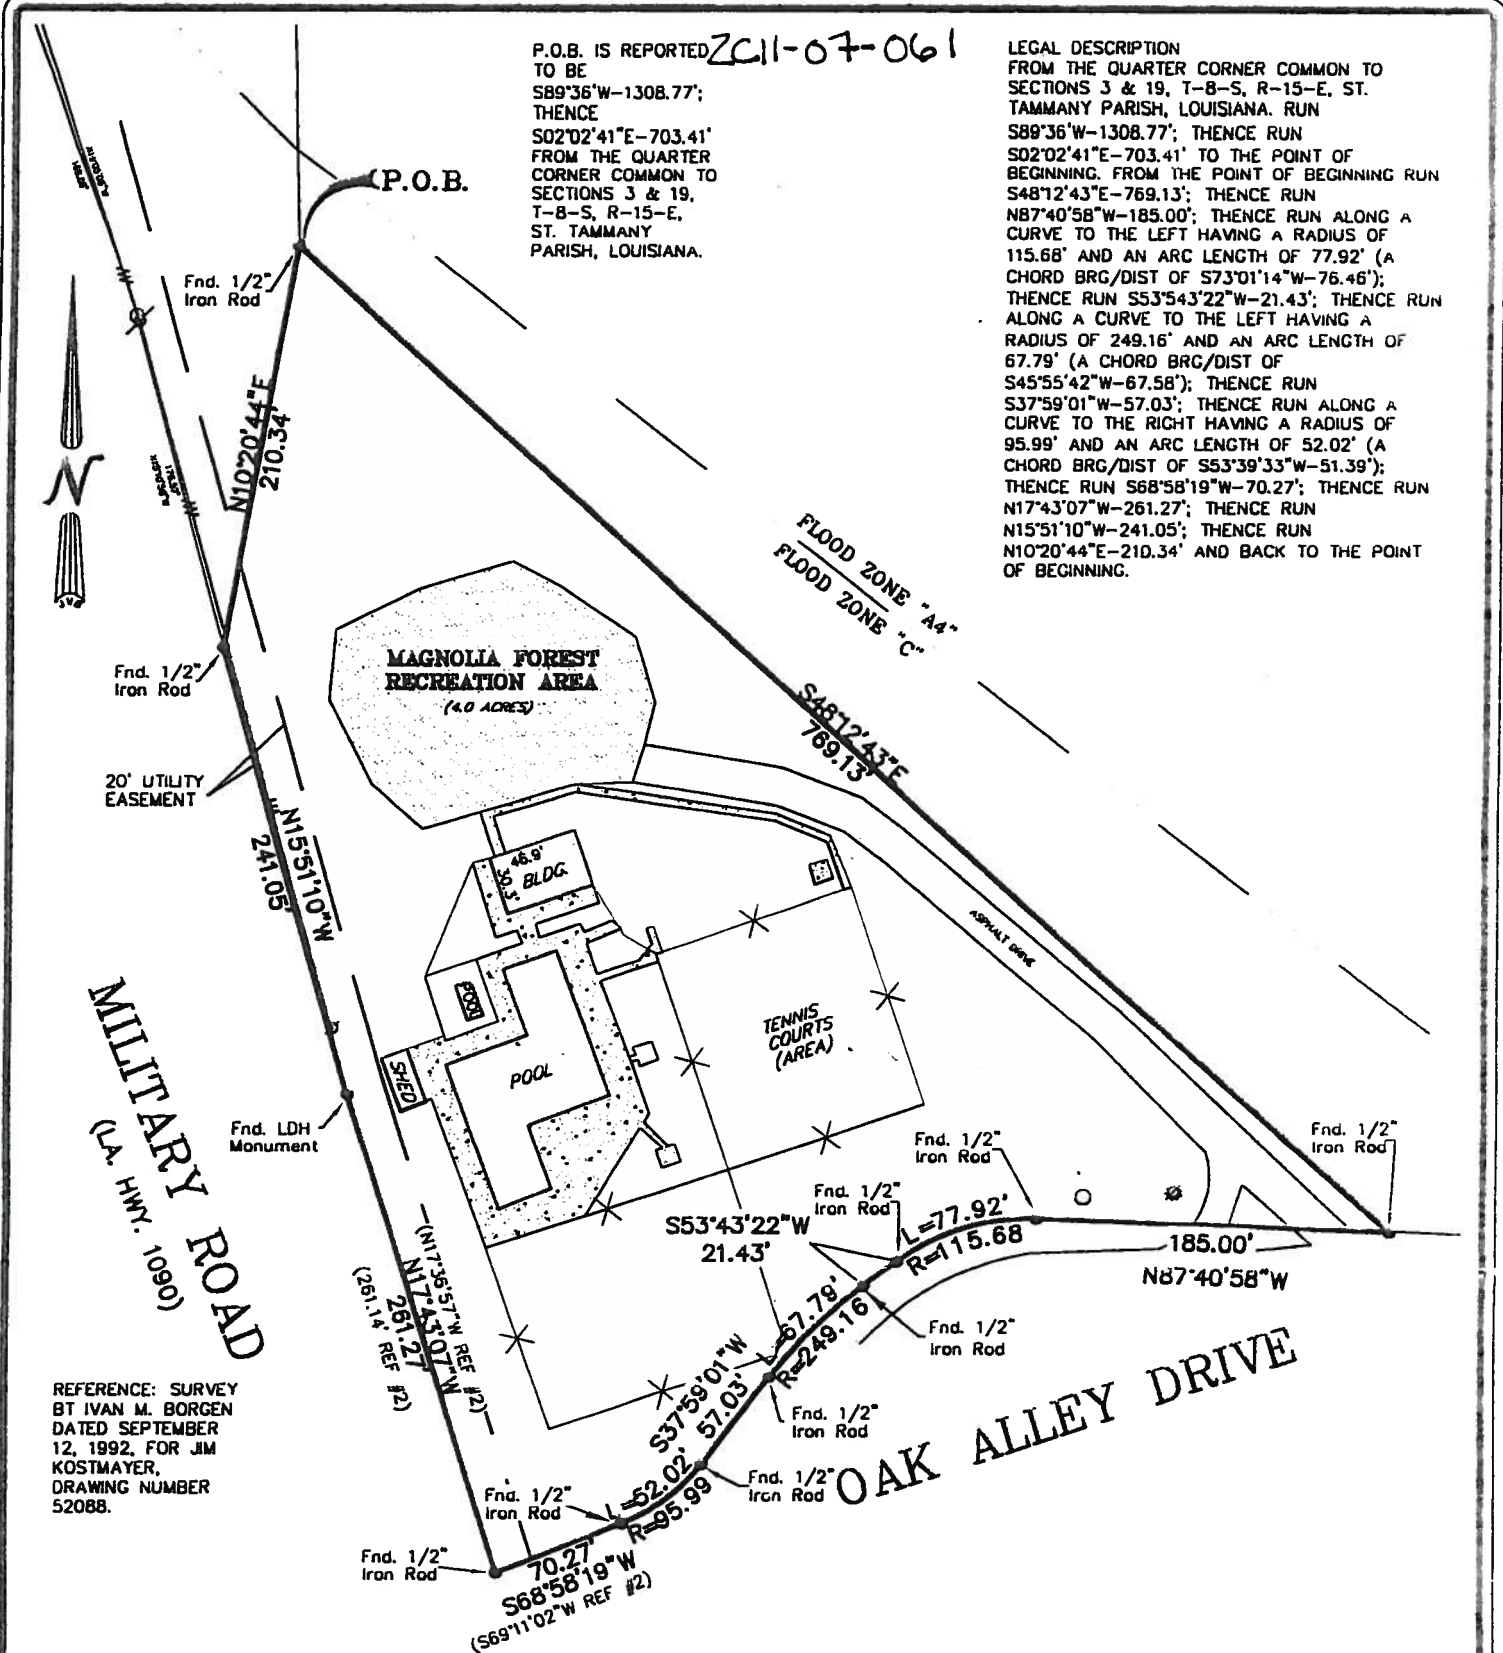 P.O.B. IS REPORTED
TO BE
S89°36'W-1308.77';
THENCE
S02°02'41"E-703.41'
FROM THE QUARTER
CORNER COMMON TO
SECTIONS 3 & 19,
T-8-S, R-15-E,
ST. TAMMANY
PARISH, LOUISIANA.
ZC11-07-061
LEGAL DESCRIPTION
FROM THE QUARTER CORNER COMMON TO
SECTIONS 3 & 19, T-8-S, R-15-E, ST.
TAMMANY PARISH, LOUISIANA. RUN
S89°36'W-1308.77'; THENCE RUN
S02°02'41"E-703.41' TO THE POINT OF
BEGINNING. FROM THE POINT OF BEGINNING RUN
S48°12'43"E-769.13'; THENCE RUN
N87°40'58"W-185.00'; THENCE RUN ALONG A
CURVE TO THE LEFT HAVING A RADIUS OF
115.68' AND AN ARC LENGTH OF 77.92' (A
CHORD BRG/DIST OF S73°01'14"W-76.46');
THENCE RUN S53°543'22"W-21.43'; THENCE RUN
ALONG A CURVE TO THE LEFT HAVING A
RADIUS OF 249.16' AND AN ARC LENGTH OF
67.79' (A CHORD BRG/DIST OF
S45°55'42"W-67.58'); THENCE RUN
S37°59'01"W-57.03'; THENCE RUN ALONG A
CURVE TO THE RIGHT HAVING A RADIUS OF
95.99' AND AN ARC LENGTH OF 52.02' (A
CHORD BRG/DIST OF S53°39'33"W-51.39');
THENCE RUN S68°58'19"W-70.27'; THENCE RUN
N17°43'07"W-261.27'; THENCE RUN
N15°51'10"W-241.05'; THENCE RUN
N10°20'44"E-210.34' AND BACK TO THE POINT
OF BEGINNING.
P.O.B.
Fnd. 1/2"
Iron Rod
N10°20'44"E
210.34'
N
FLOOD ZONE "A4"
FLOOD ZONE "C"
Fnd. 1/2"
Iron Rod
MAGNOLIA FOREST
RECREATION AREA
(4.0 ACRES)
S48°12'43"E
769.13'
20' UTILITY
EASEMENT
N15°51'10"W
241.05'
46.9'
30.3'
BLDG.
ASPHALT DRIVE
POOL
TENNIS
COURTS
(AREA)
POOL
SHED
MILITARY ROAD
(LA. HWY. 1090)
Fnd. LDH
Monument
Fnd. 1/2"
Iron Rod
Fnd. 1/2"
Iron Rod
Fnd. 1/2"
Iron Rod
S53°43'22"W
21.43'
L=77.92'
R=115.68
185.00'
N87°40'58"W
(N17°36'57"W REF #2)
N17°43'07"W
261.27'
(261.14' REF #2)
L=67.79'
R=249.16
Fnd. 1/2"
Iron Rod
S37°59'01"W
57.03'
Fnd. 1/2"
Iron Rod
OAK ALLEY DRIVE
REFERENCE: SURVEY
BT IVAN M. BORGEN
DATED SEPTEMBER
12, 1992, FOR JIM
KOSTMAYER,
DRAWING NUMBER
52088.
Fnd. 1/2"
Iron Rod
L=52.02'
R=95.99
Fnd. 1/2"
Iron Rod
Fnd. 1/2"
Iron Rod
70.27'
S68°58'19"W
(S69°11'02"W REF #2)